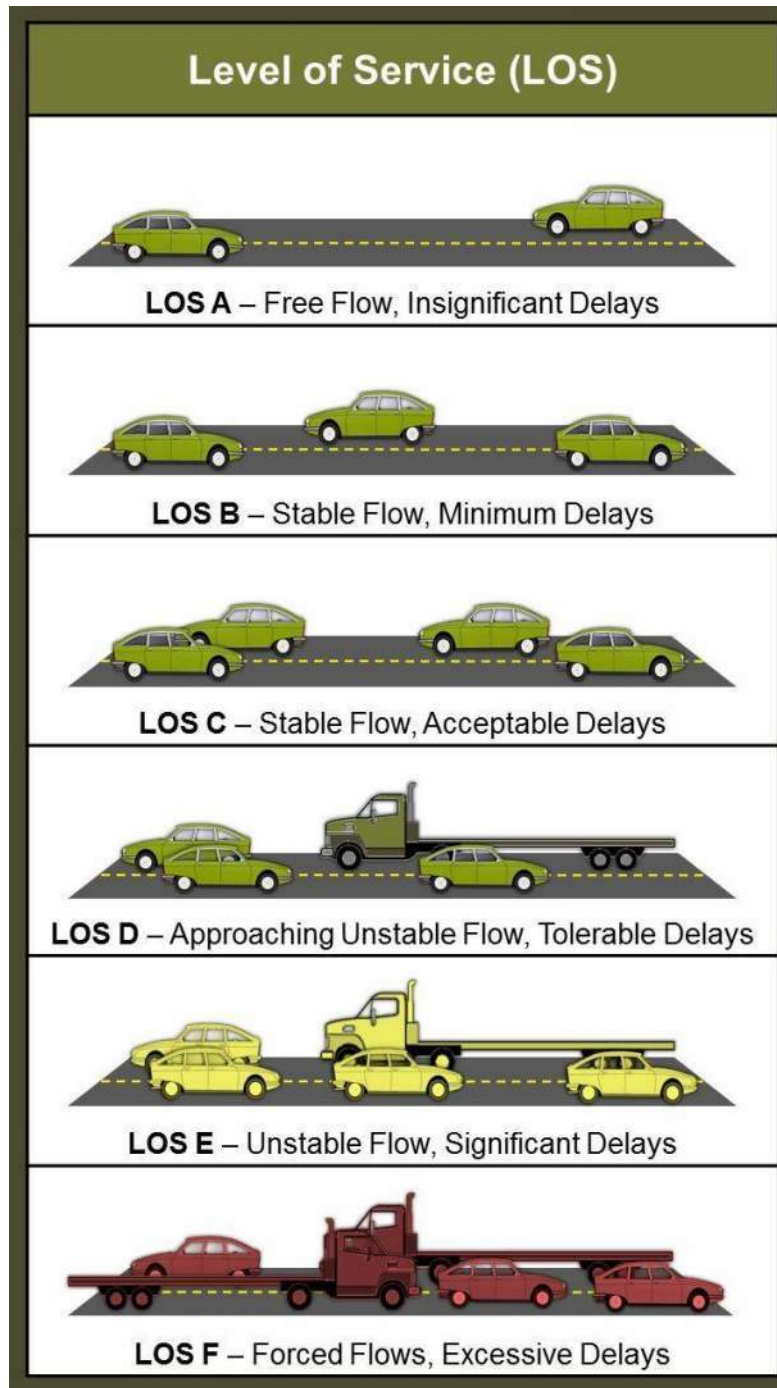 Level of Service (LOS)
LOS A – Free Flow, Insignificant Delays
LOS B – Stable Flow, Minimum Delays
LOS C – Stable Flow, Acceptable Delays
LOS D – Approaching Unstable Flow, Tolerable Delays
LOS E – Unstable Flow, Significant Delays
LOS F – Forced Flows, Excessive Delays